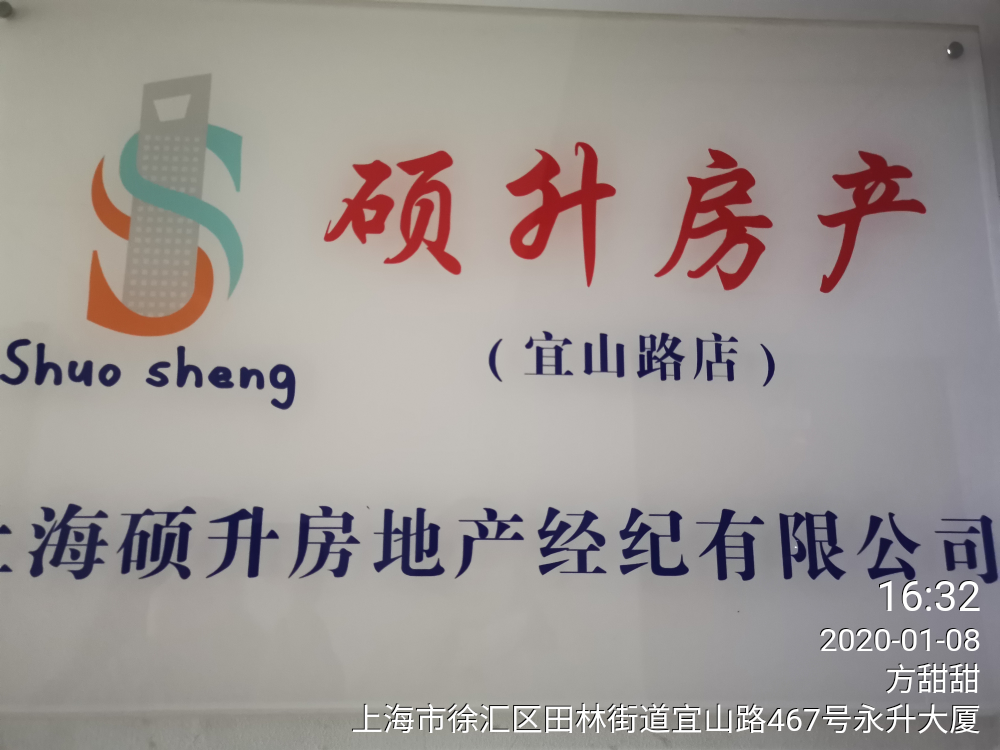 硕升房产
Shuo sheng
(宜山路店)
上海硕升房地产经纪有限公司
16:32
2020-01-08
方甜甜
上海市徐汇区田林街道宜山路467号永升大厦